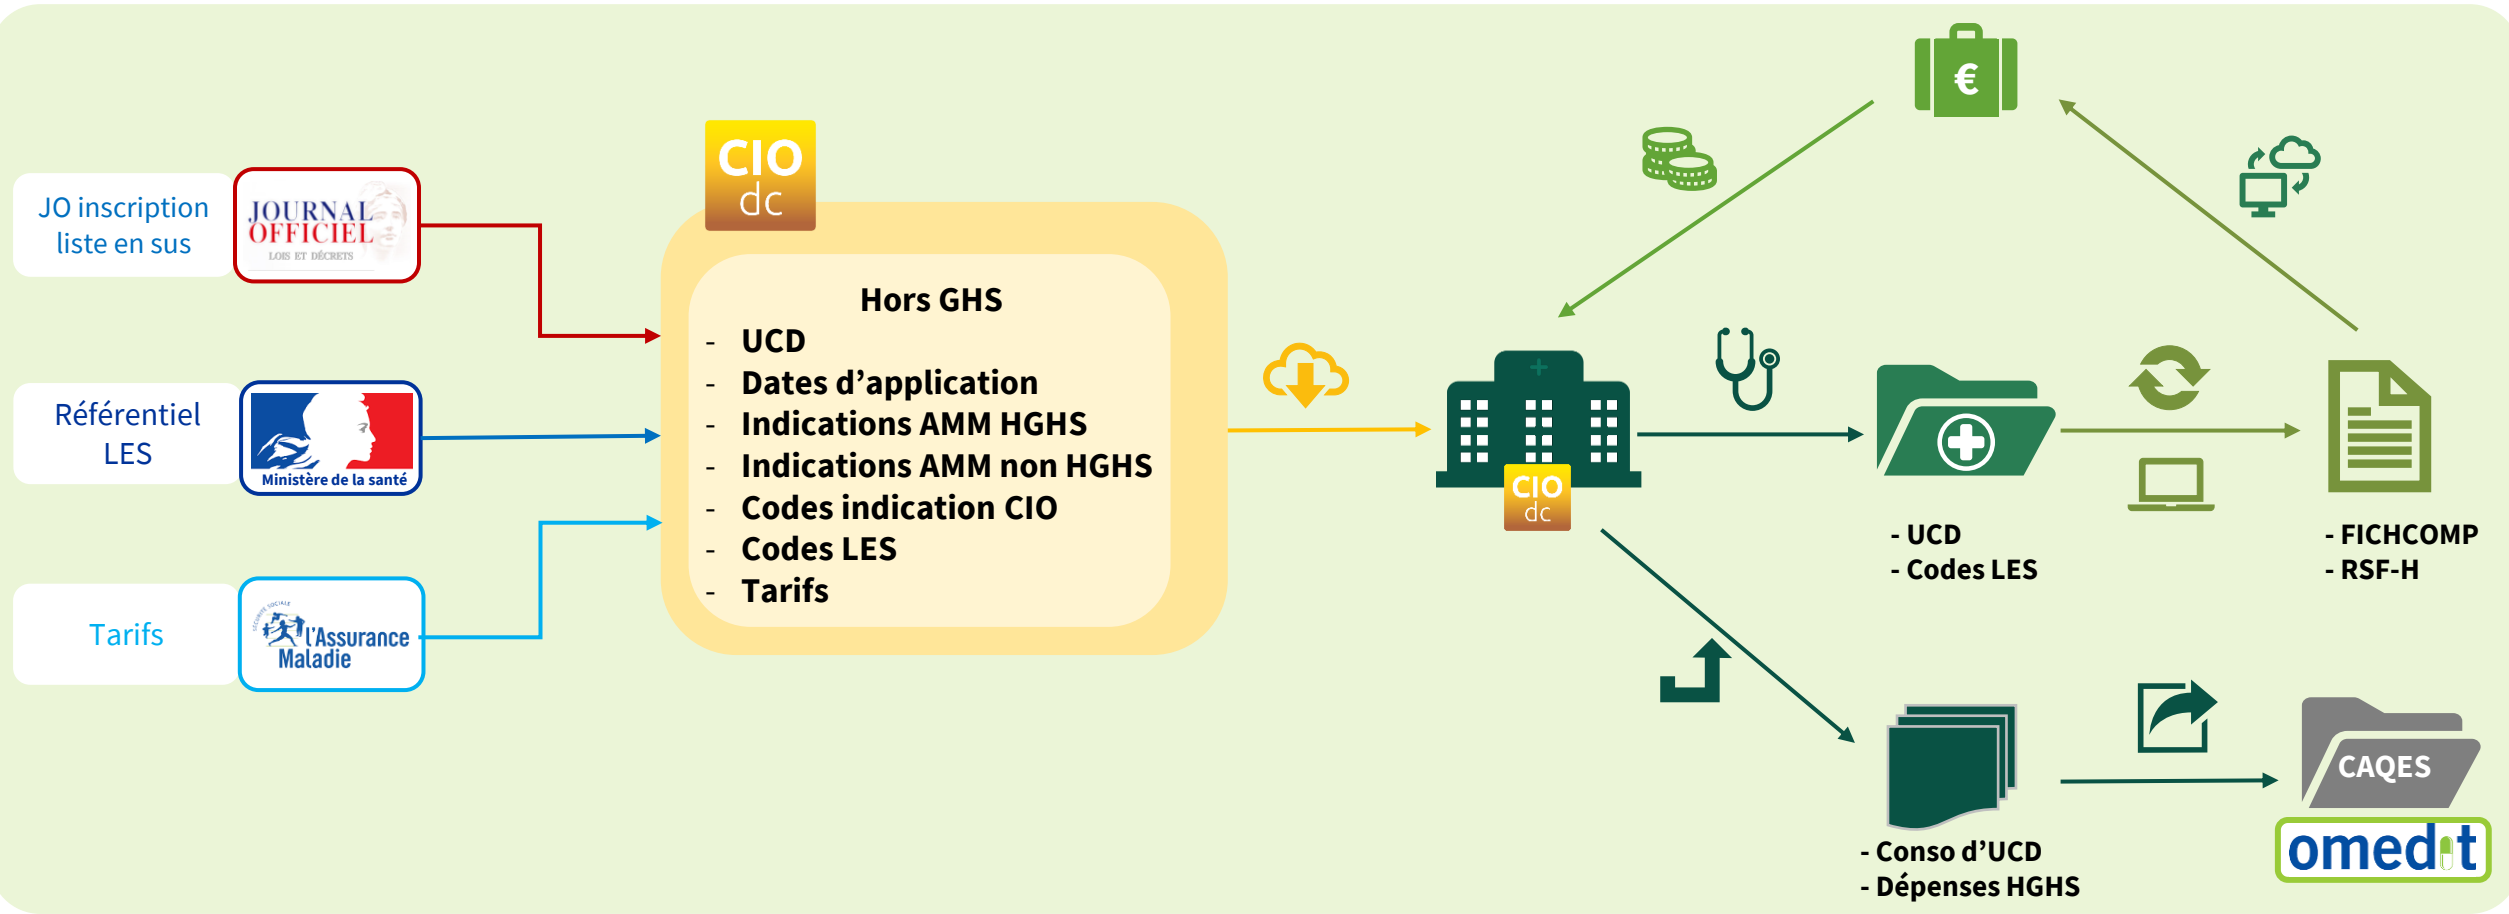 JO inscription
liste en sus
JOURNAL
OFFICIEL
LOIS ET DÉCRETS
Référentiel
LES
Ministère de la santé
Tarifs
SÉCURITÉ SOCIALE
l'Assurance
Maladie
CIO
dc
Hors GHS
- UCD
- Dates d’application
- Indications AMM HGHS
- Indications AMM non HGHS
- Codes indication CIO
- Codes LES
- Tarifs
€
CIO
dc
- UCD
- Codes LES
- FICHCOMP
- RSF-H
- Conso d’UCD
- Dépenses HGHS
CAQES
omedit